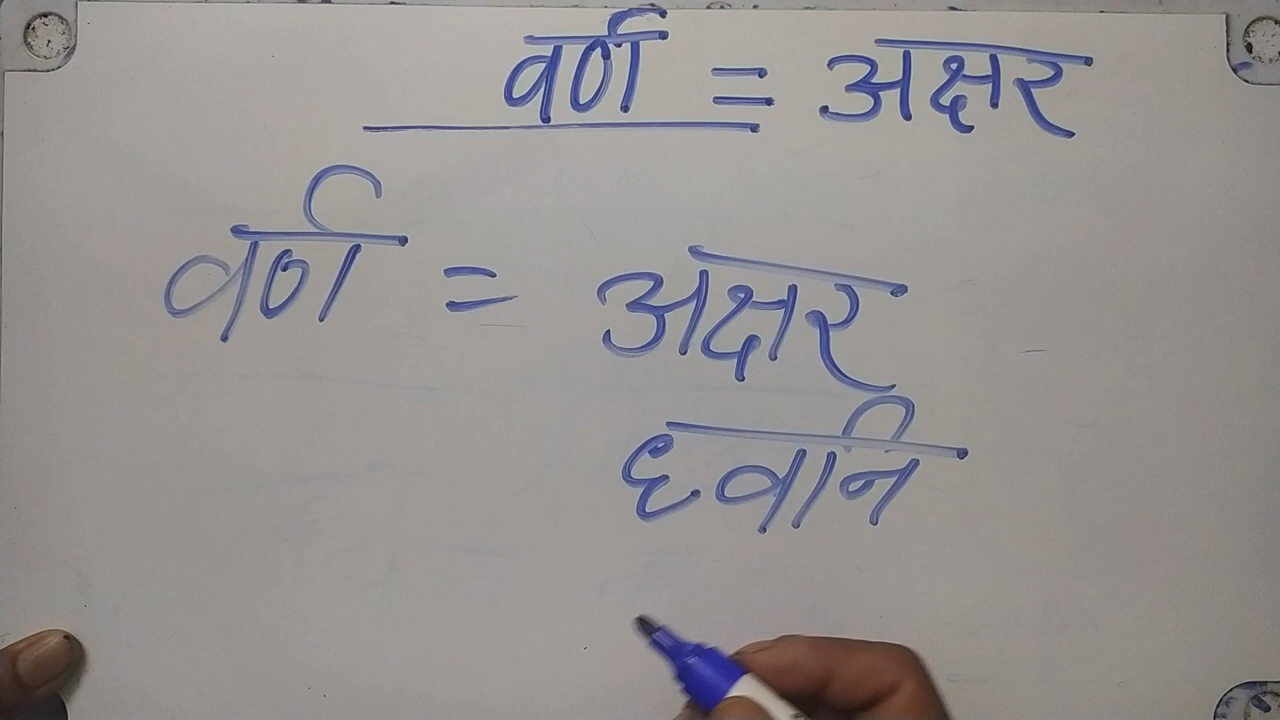 वर्ण = अक्षर
वर्ण = अक्षर
ध्वनि